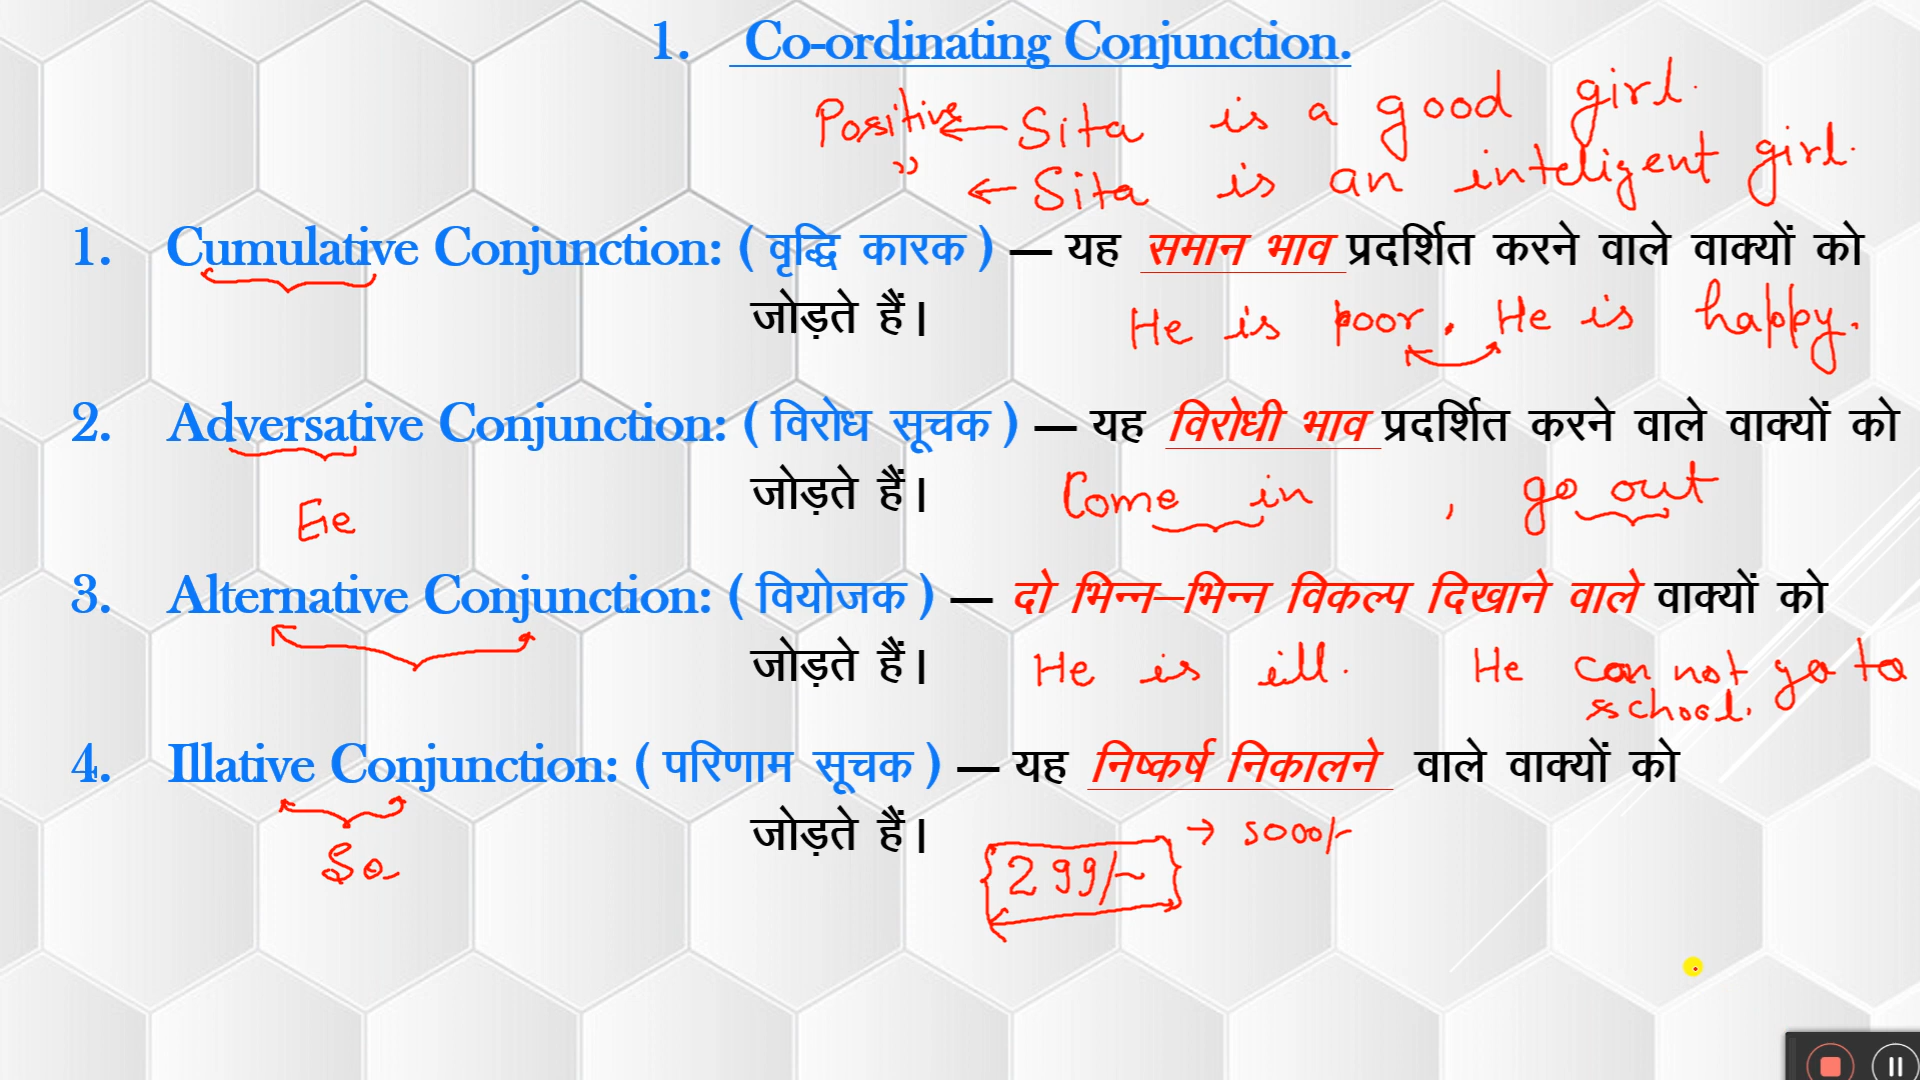 1. Co-ordinating Conjunction.
Positive ← Sita is a good girl.
” ← Sita is an inteligent girl.
1. Cumulative Conjunction: ( वृद्धि कारक ) — यह समान भाव प्रदर्शित करने वाले वाक्यों को
जोड़ते हैं। He is poor. He is happy.
2. Adversative Conjunction: ( विरोध सूचक ) — यह विरोधी भाव प्रदर्शित करने वाले वाक्यों को
जोड़ते हैं। Come in , go out
3. Alternative Conjunction: ( वियोजक ) — दो भिन्न–भिन्न विकल्प दिखाने वाले वाक्यों को
जोड़ते हैं। He is ill. He can not go to
school.
4. Illative Conjunction: ( परिणाम सूचक ) — यह निष्कर्ष निकालने वाले वाक्यों को
जोड़ते हैं। → 5000/-
So 299/-